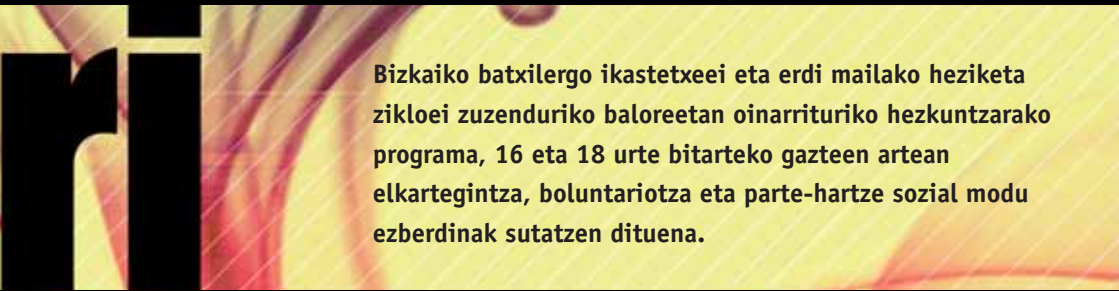 ri
Bizkaiko batxilergo ikastetxeei eta erdi mailako heziketa
zikloei zuzenduriko baloreetan oinarrituriko hezkuntzarako
programa, 16 eta 18 urte bitarteko gazteen artean
elkartegintza, boluntariotza eta parte-hartze sozial modu
ezberdinak sutatzen dituena.